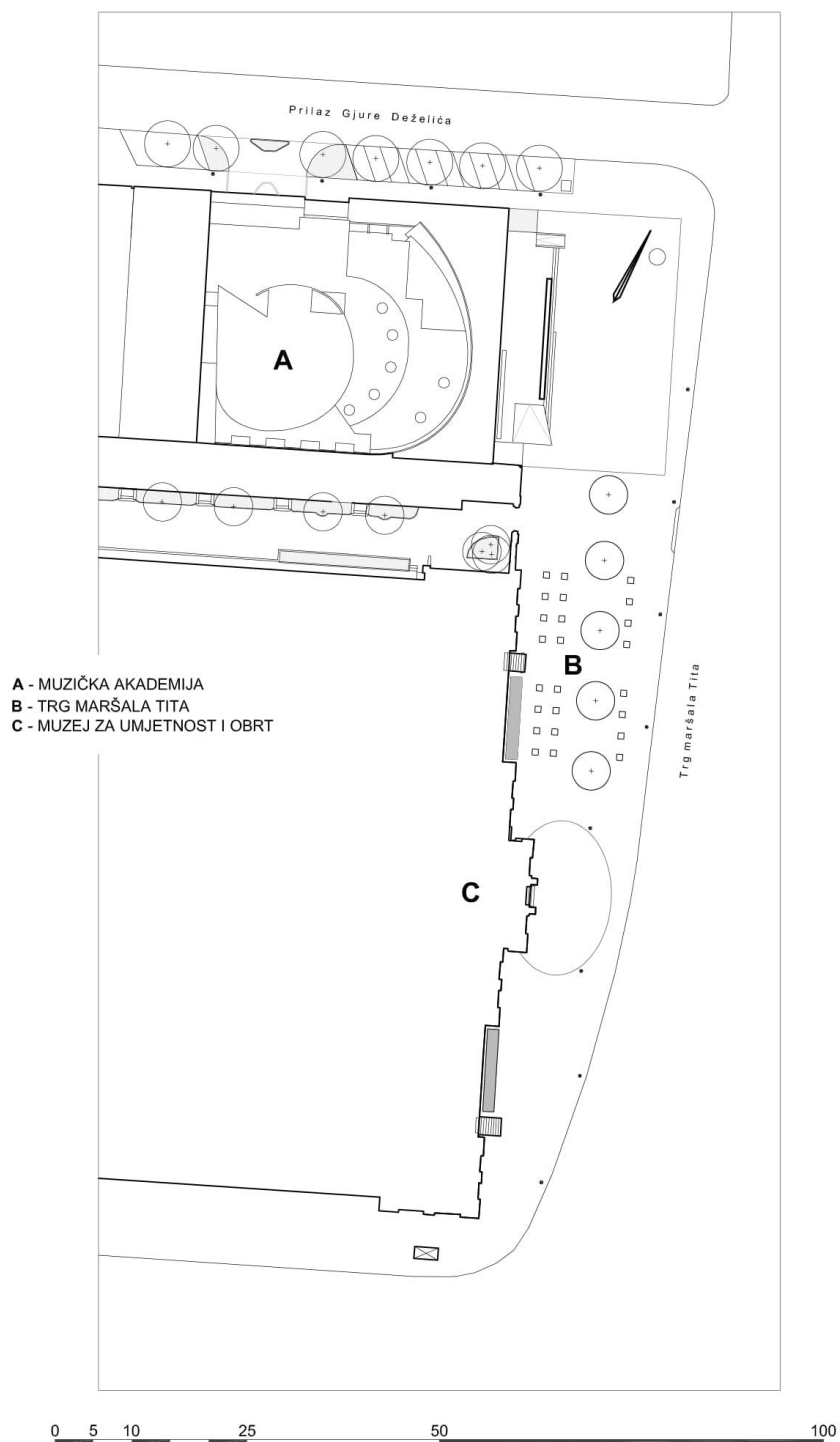 Prilaz Gjure Deželića
A
A - MUZIČKA AKADEMIJA
B - TRG MARŠALA TITA
C - MUZEJ ZA UMJETNOST I OBRT
B
Trg maršala Tita
C
0 5 10 25 50 100